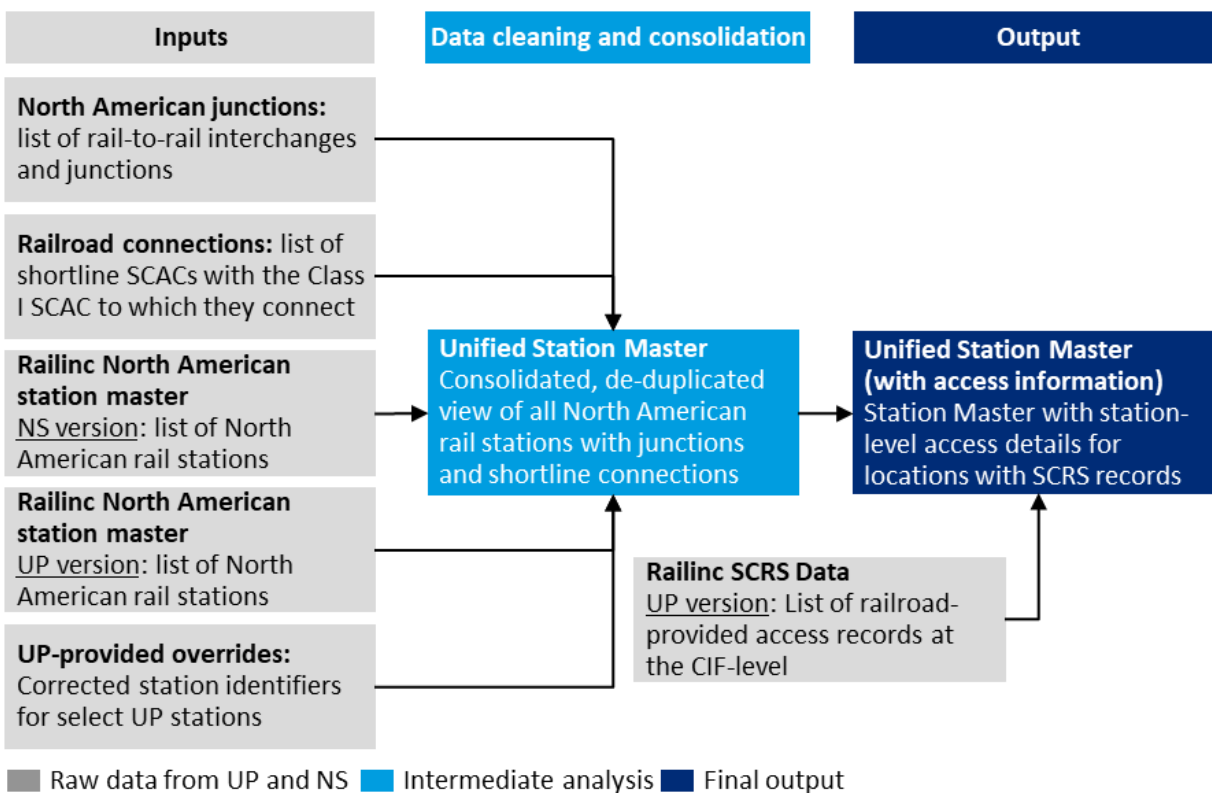 Inputs
Data cleaning and consolidation
Output
North American junctions:
list of rail-to-rail interchanges
and junctions
Railroad connections: list of
shortline SCACs with the Class
I SCAC to which they connect
Railinc North American
station master
NS version: list of North
American rail stations
Railinc North American
station master
UP version: list of North
American rail stations
UP-provided overrides:
Corrected station identifiers
for select UP stations
Unified Station Master
Consolidated, de-duplicated
view of all North American
rail stations with junctions
and shortline connections
Unified Station Master
(with access information)
Station Master with station-
level access details for
locations with SCRS records
Railinc SCRS Data
UP version: List of railroad-
provided access records at
the CIF-level
Raw data from UP and NS
Intermediate analysis
Final output